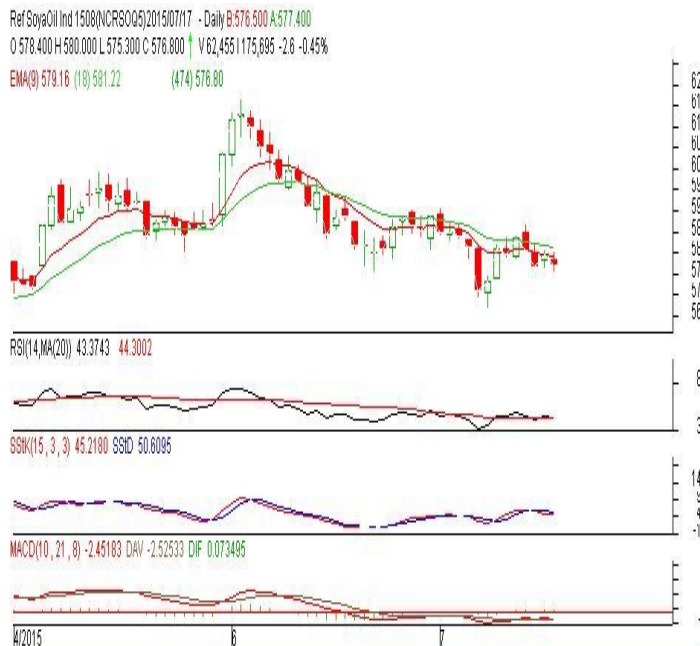 Ref SoyaOil Ind 1508(NCRSOQ5)2015/07/17 - Daily B:576.500 A:577.400
O 578.400 H 580.000 L 575.300 C 576.800 V 62,455 I 175,695 -2.6 -0.45%
EMA(9) 579.16 (18) 581.22 (474) 576.80
RSI(14,MA(20)) 43.3743 44.3002
SStK(15, 3, 3) 45.2180 SStD 50.6095
MACD(10, 21, 8) -2.45183 DAV -2.52533 DIF 0.073495
4/2015 6 7